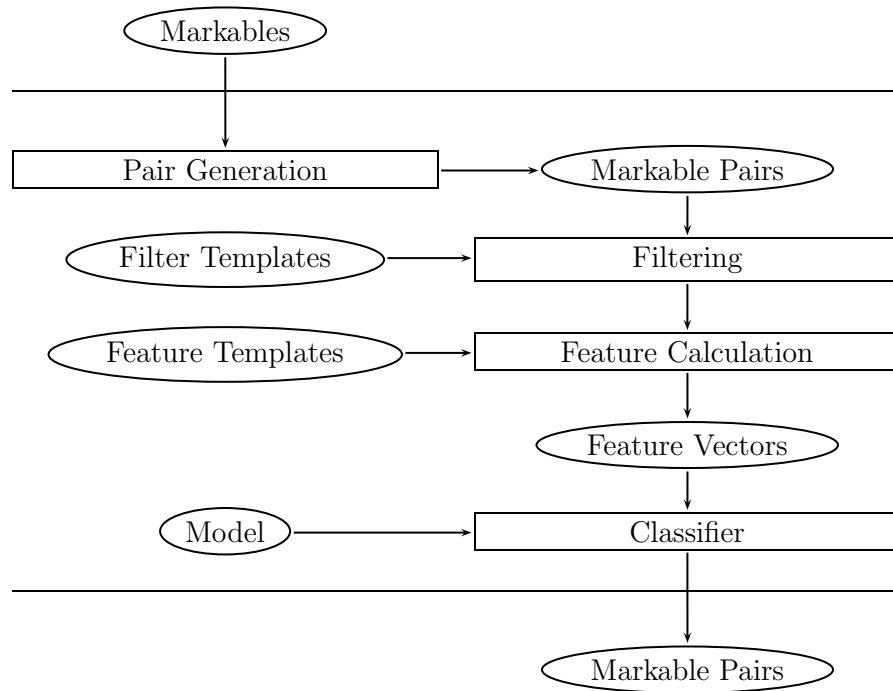 Markables
Pair Generation
Markable Pairs
Filter Templates
Filtering
Feature Templates
Feature Calculation
Feature Vectors
Model
Classifier
Markable Pairs